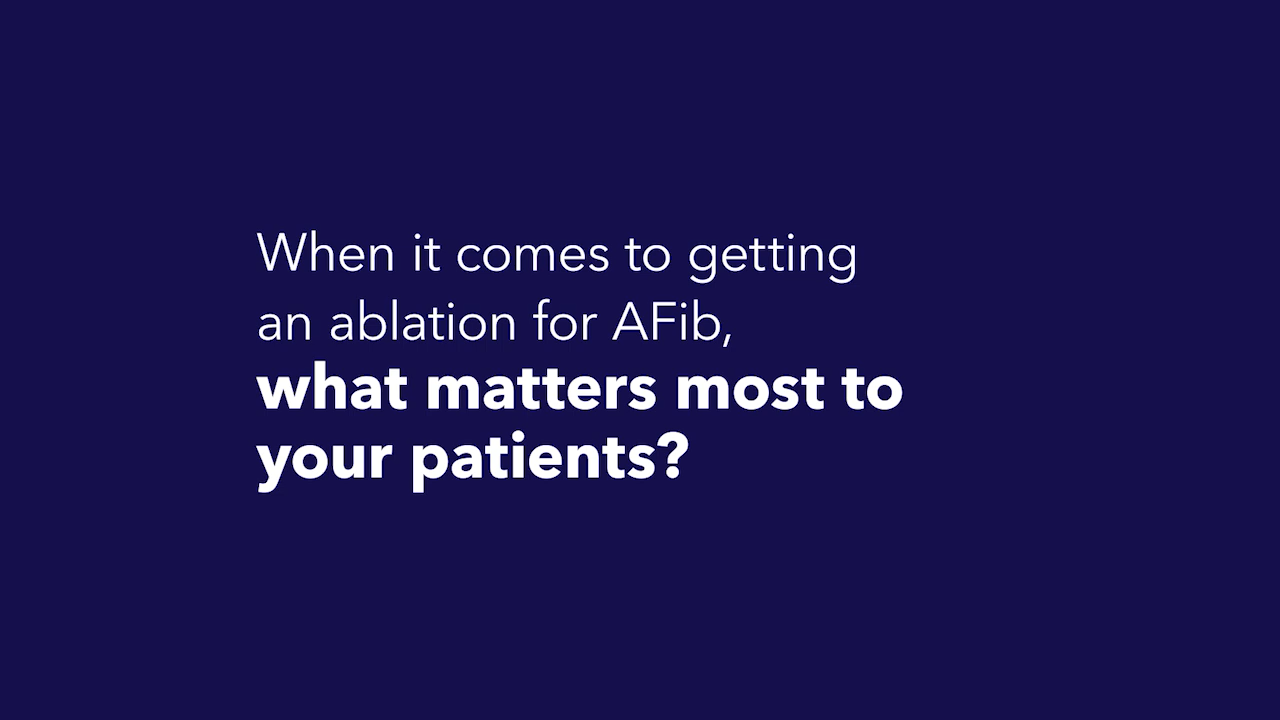 When it comes to getting
an ablation for AFib,
what matters most to
your patients?